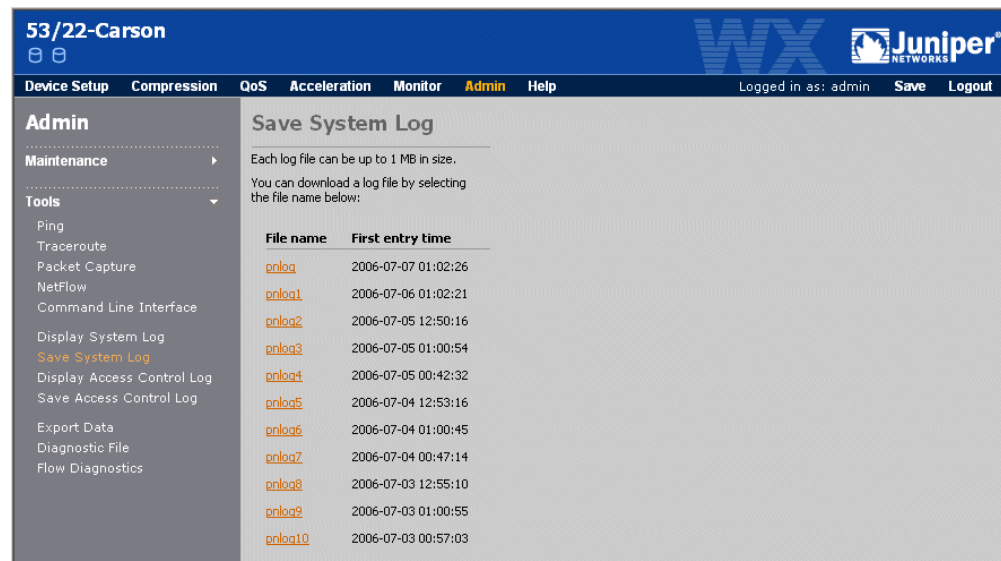 53/22-Carson
WX
Juniper®
NETWORKS
Device Setup Compression QoS Acceleration Monitor Admin Help Logged in as: admin Save Logout
Admin
Maintenance
Tools
Ping
Traceroute
Packet Capture
NetFlow
Command Line Interface
Display System Log
Save System Log
Display Access Control Log
Save Access Control Log
Export Data
Diagnostic File
Flow Diagnostics
Save System Log
Each log file can be up to 1 MB in size.
You can download a log file by selecting
the file name below:
File name First entry time
pnlog 2006-07-07 01:02:26
pnlog1 2006-07-06 01:02:21
pnlog2 2006-07-05 12:50:16
pnlog3 2006-07-05 01:00:54
pnlog4 2006-07-05 00:42:32
pnlog5 2006-07-04 12:53:16
pnlog6 2006-07-04 01:00:45
pnlog7 2006-07-04 00:47:14
pnlog8 2006-07-03 12:55:10
pnlog9 2006-07-03 01:00:55
pnlog10 2006-07-03 00:57:03